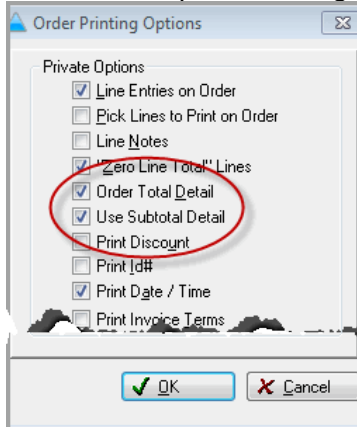 Order Printing Options
Private Options
Line Entries on Order
Pick Lines to Print on Order
Line Notes
"Zero Line Total" Lines
Order Total Detail
Use Subtotal Detail
Print Discount
Print Id#
Print Date / Time
Print Invoice Terms
OK
Cancel